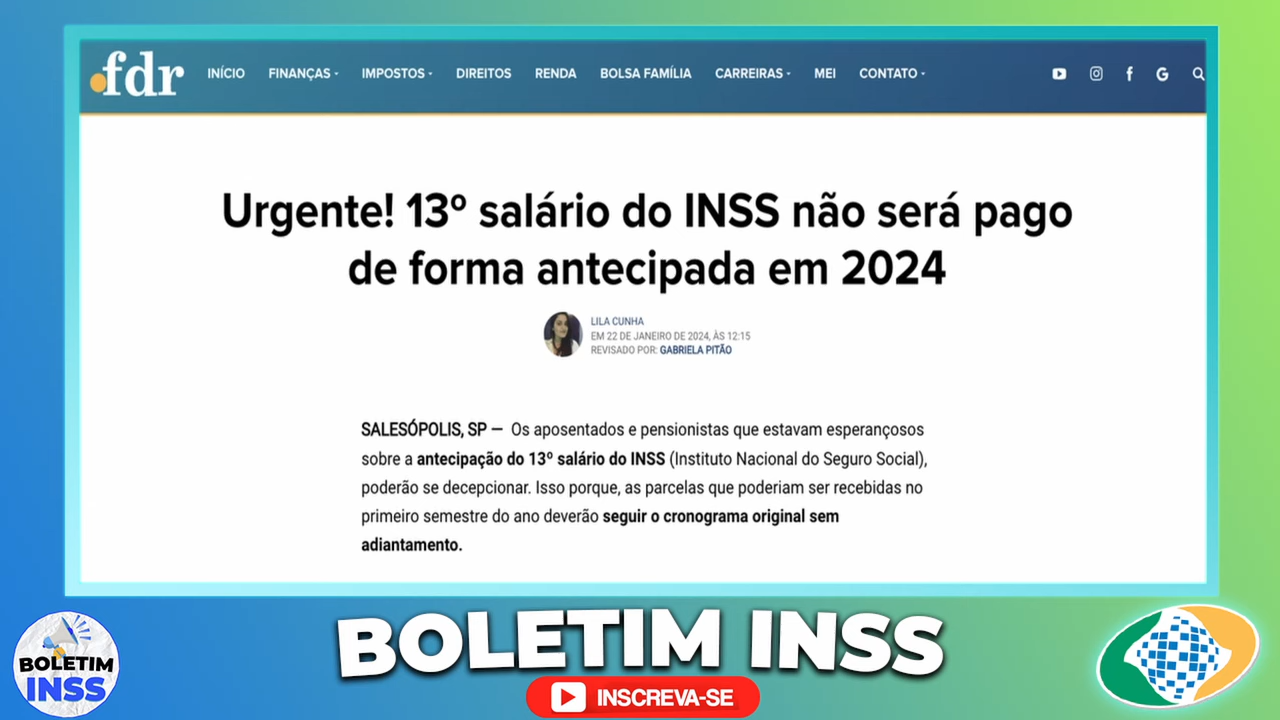 .fdr INÍCIO FINANÇAS IMPOSTOS DIREITOS RENDA BOLSA FAMÍLIA CARREIRAS MEI CONTATO
Urgente! 13º salário do INSS não será pago
de forma antecipada em 2024
LILA CUNHA
EM 22 DE JANEIRO DE 2024, ÀS 12:15
REVISADO POR: GABRIELA PITÃO
SALESÓPOLIS, SP — Os aposentados e pensionistas que estavam esperançosos
sobre a antecipação do 13º salário do INSS (Instituto Nacional do Seguro Social),
poderão se decepcionar. Isso porque, as parcelas que poderiam ser recebidas no
primeiro semestre do ano deverão seguir o cronograma original sem
adiantamento.
BOLETIM INSS
INSCREVA-SE
BOLETIM
INSS